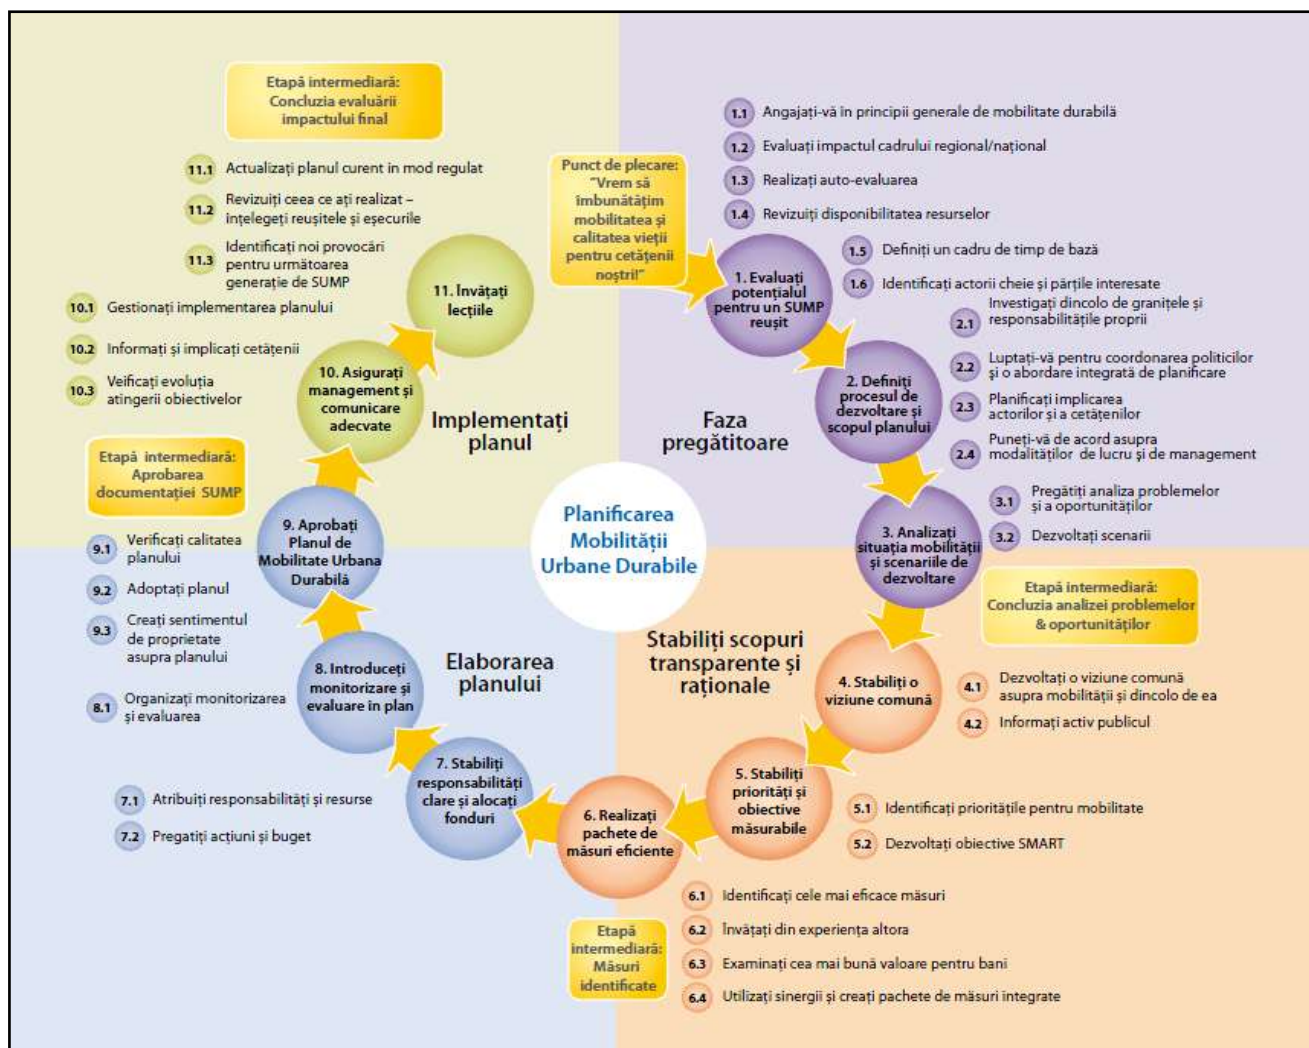 Punct de plecare:
"Vrem să
îmbunătățim
mobilitatea și
calitatea vieții
pentru cetățenii
noștri!"
Planificarea
Mobilității
Urbane Durabile
Faza
pregătitoare
1. Evaluați
potențialul
pentru un SUMP
reușit
1.1 Angajați-vă în principii generale de mobilitate durabilă
1.2 Evaluați impactul cadrului regional/național
1.3 Realizați auto-evaluarea
1.4 Revizuiți disponibilitatea resurselor
1.5 Definiți un cadru de timp de bază
1.6 Identificați actorii cheie și părțile interesate
2. Definiți
procesul de
dezvoltare și
scopul planului
2.1 Investigați dincolo de granițele și
responsabilitățile proprii
2.2 Luptați-vă pentru coordonarea politicilor
și o abordare integrată de planificare
2.3 Planificați implicarea
actorilor și a cetățenilor
2.4 Puneți-vă de acord asupra
modalităților de lucru și de management
3. Analizați
situația mobilității
și scenariile de
dezvoltare
3.1 Pregătiți analiza problemelor
și a oportunităților
3.2 Dezvoltați scenarii
Etapă intermediară:
Concluzia analizei problemelor
& oportunităților
Stabiliți scopuri
transparente și
raționale
4. Stabiliți o
viziune comună
4.1 Dezvoltați o viziune comună
asupra mobilității și dincolo de ea
4.2 Informați activ publicul
5. Stabiliți
priorități și
obiective
măsurabile
5.1 Identificați prioritățile pentru mobilitate
5.2 Dezvoltați obiective SMART
6. Realizați
pachete de
măsuri eficiente
6.1 Identificați cele mai eficace măsuri
6.2 Învățați din experiența altora
6.3 Examinați cea mai bună valoare pentru bani
6.4 Utilizați sinergii și creați pachete de măsuri integrate
Etapă
intermediară:
Măsuri
identificate
Elaborarea
planului
7. Stabiliți
responsabilități
clare și alocați
fonduri
7.1 Atribuiți responsabilități și resurse
7.2 Pregatiți acțiuni și buget
8. Introduceți
monitorizare și
evaluare în plan
8.1 Organizați monitorizarea
și evaluarea
9. Aprobați
Planul de
Mobilitate Urbana
Durabilă
9.1 Verificați calitatea
planului
9.2 Adoptați planul
9.3 Creați sentimentul
de proprietate
asupra planului
Etapă intermediară:
Aprobarea
documentației SUMP
Implementați
planul
10. Asigurați
management și
comunicare
adecvate
10.1 Gestionați implementarea planului
10.2 Informați și implicați cetățenii
10.3 Veificați evoluția
atingerii obiectivelor
11. Învățați
lecțiile
11.1 Actualizați planul curent in mod regulat
11.2 Revizuiți ceea ce ați realizat –
înțelegeți reușitele și eșecurile
11.3 Identificați noi provocări
pentru următoarea
generație de SUMP
Etapă intermediară:
Concluzia evaluării
impactului final